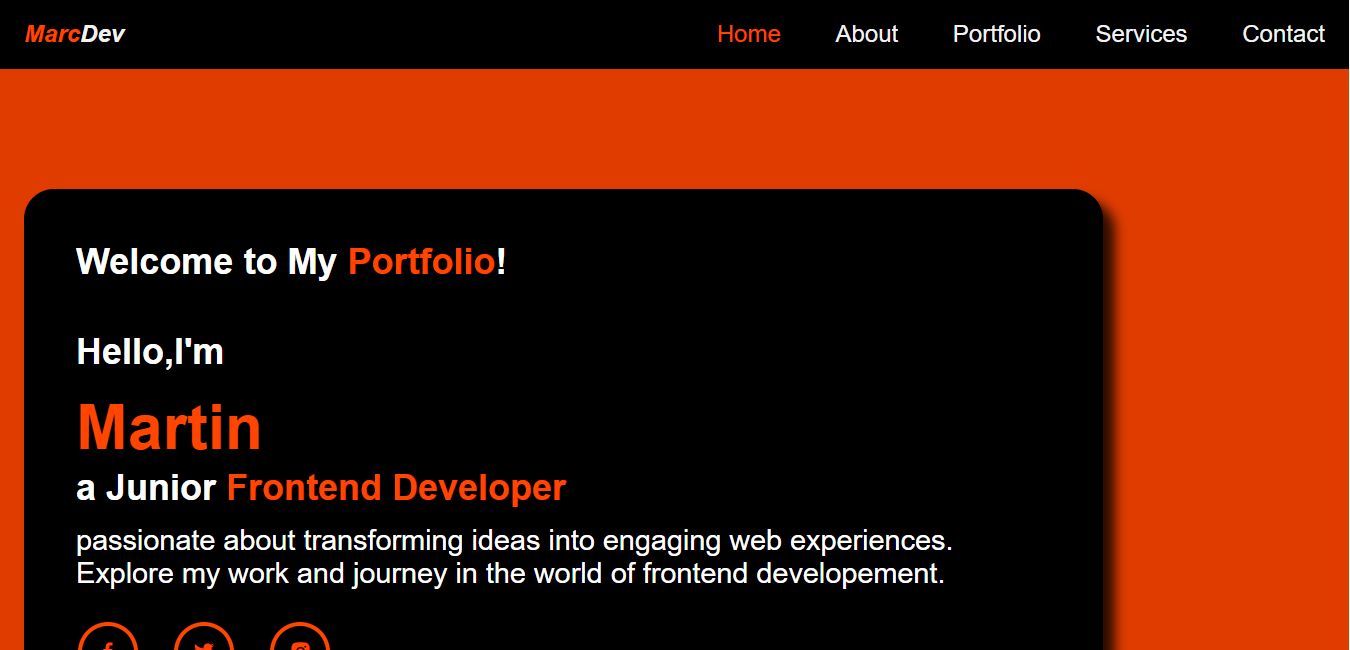 MarcDev Home About Portfolio Services Contact
Welcome to My Portfolio!
Hello,I'm
Martin
a Junior Frontend Developer
passionate about transforming ideas into engaging web experiences.
Explore my work and journey in the world of frontend developement.